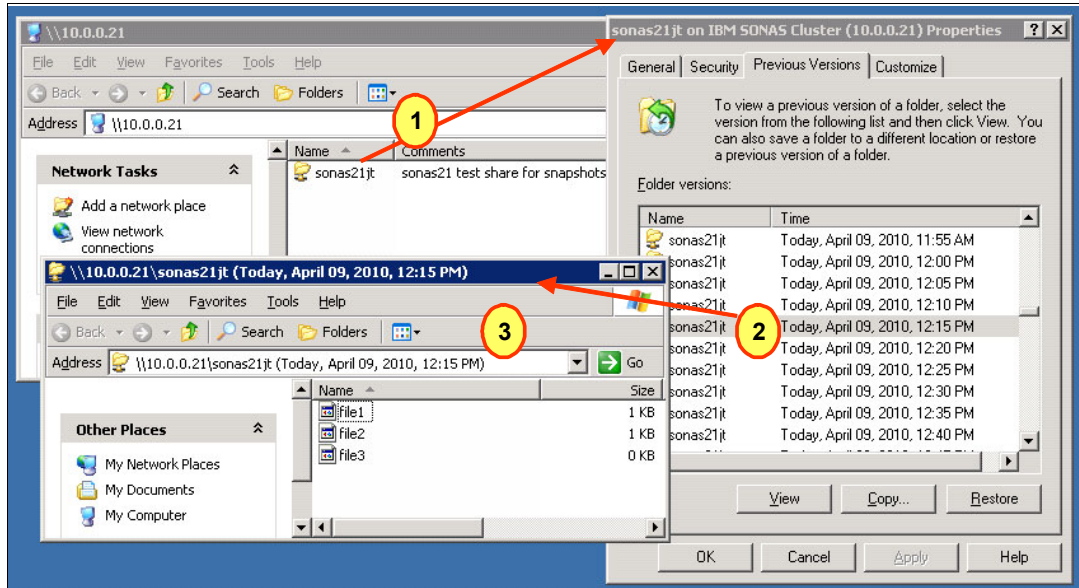 \\10.0.0.21
File Edit View Favorites Tools Help
Back Search Folders
Address \\10.0.0.21
1
Name Comments
Network Tasks
sonas21jt sonas21 test share for snapshots
Add a network place
View network
connections
\\10.0.0.21\sonas21jt (Today, April 09, 2010, 12:15 PM)
File Edit View Favorites Tools Help
Back Search Folders
3
Address \\10.0.0.21\sonas21jt (Today, April 09, 2010, 12:15 PM) Go
Name Size
file1 1 KB
file2 1 KB
file3 0 KB
Other Places
My Network Places
My Documents
My Computer
sonas21jt on IBM SONAS Cluster (10.0.0.21) Properties
General Security Previous Versions Customize
To view a previous version of a folder, select the
version from the following list and then click View. You
can also save a folder to a different location or restore
a previous version of a folder.
Folder versions:
Name Time
sonas21jt Today, April 09, 2010, 11:55 AM
sonas21jt Today, April 09, 2010, 12:00 PM
sonas21jt Today, April 09, 2010, 12:05 PM
sonas21jt Today, April 09, 2010, 12:10 PM
sonas21jt Today, April 09, 2010, 12:15 PM
2
sonas21jt Today, April 09, 2010, 12:20 PM
sonas21jt Today, April 09, 2010, 12:25 PM
sonas21jt Today, April 09, 2010, 12:30 PM
sonas21jt Today, April 09, 2010, 12:35 PM
sonas21jt Today, April 09, 2010, 12:40 PM
View Copy... Restore
OK Cancel Apply Help